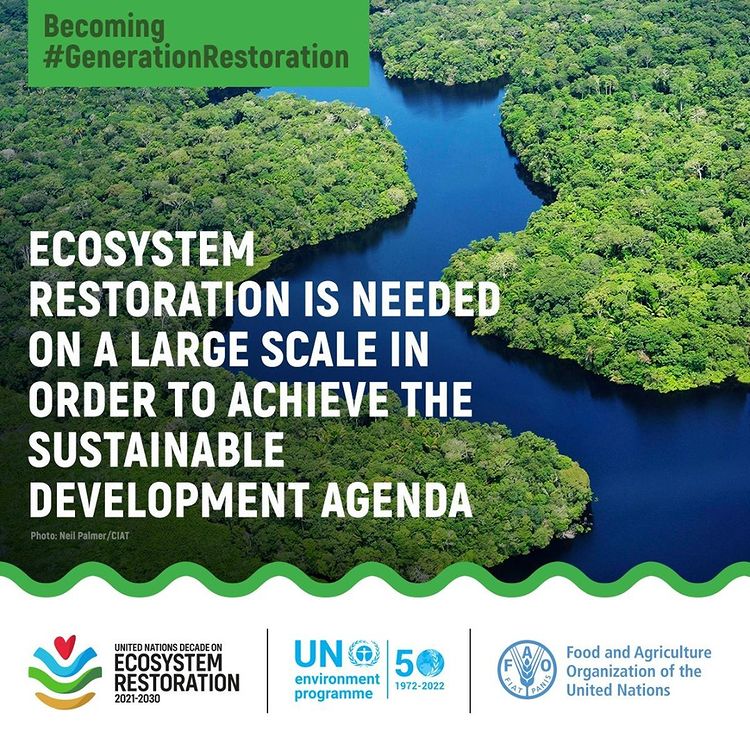 Becoming
#GenerationRestoration
ECOSYSTEM
RESTORATION IS NEEDED
ON A LARGE SCALE IN
ORDER TO ACHIEVE THE
SUSTAINABLE
DEVELOPMENT AGENDA
Photo: Neil Palmer/CIAT
UNITED NATIONS DECADE ON
ECOSYSTEM
RESTORATION
2021-2030
UN
environment
programme
50
1972-2022
FAO
FIAT PANIS
Food and Agriculture
Organization of the
United Nations